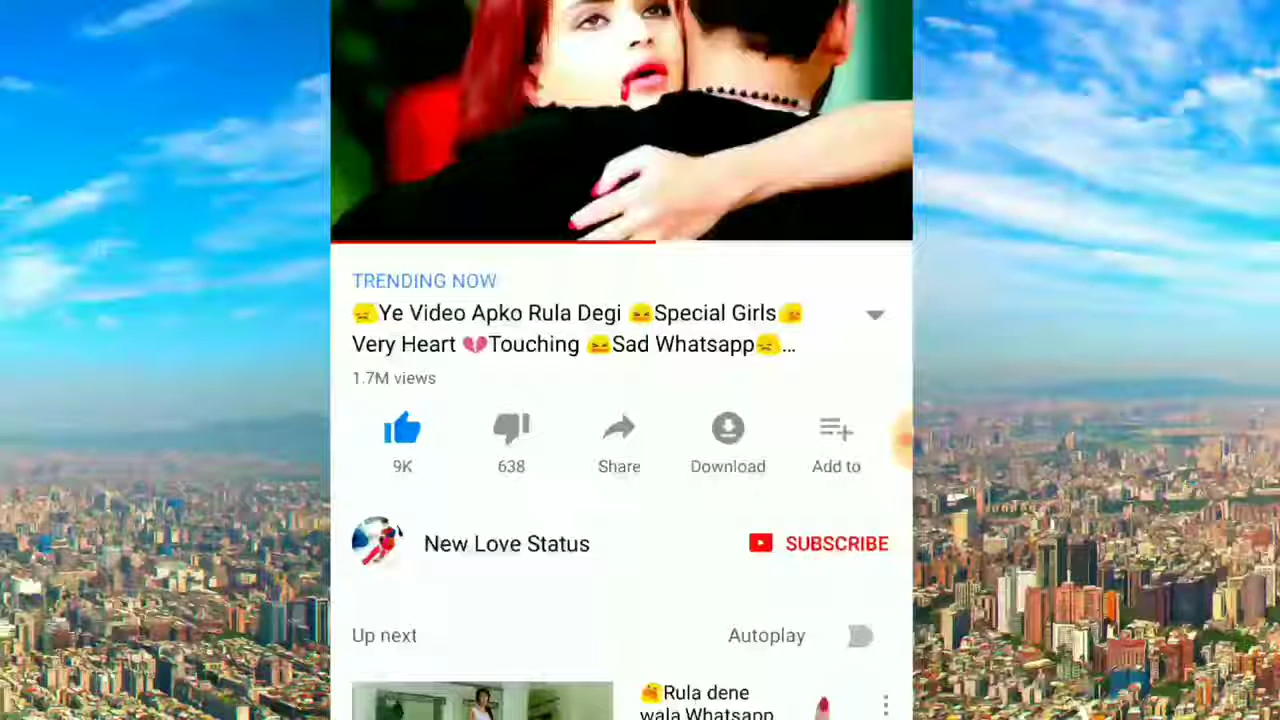 TRENDING NOW
😞Ye Video Apko Rula Degi 😖Special Girls😖
Very Heart 💔Touching 😖Sad Whatsapp😞...
1.7M views
9K
638
Share
Download
Add to
New Love Status
SUBSCRIBE
Up next
Autoplay
Rula dene
wala Whatsapp